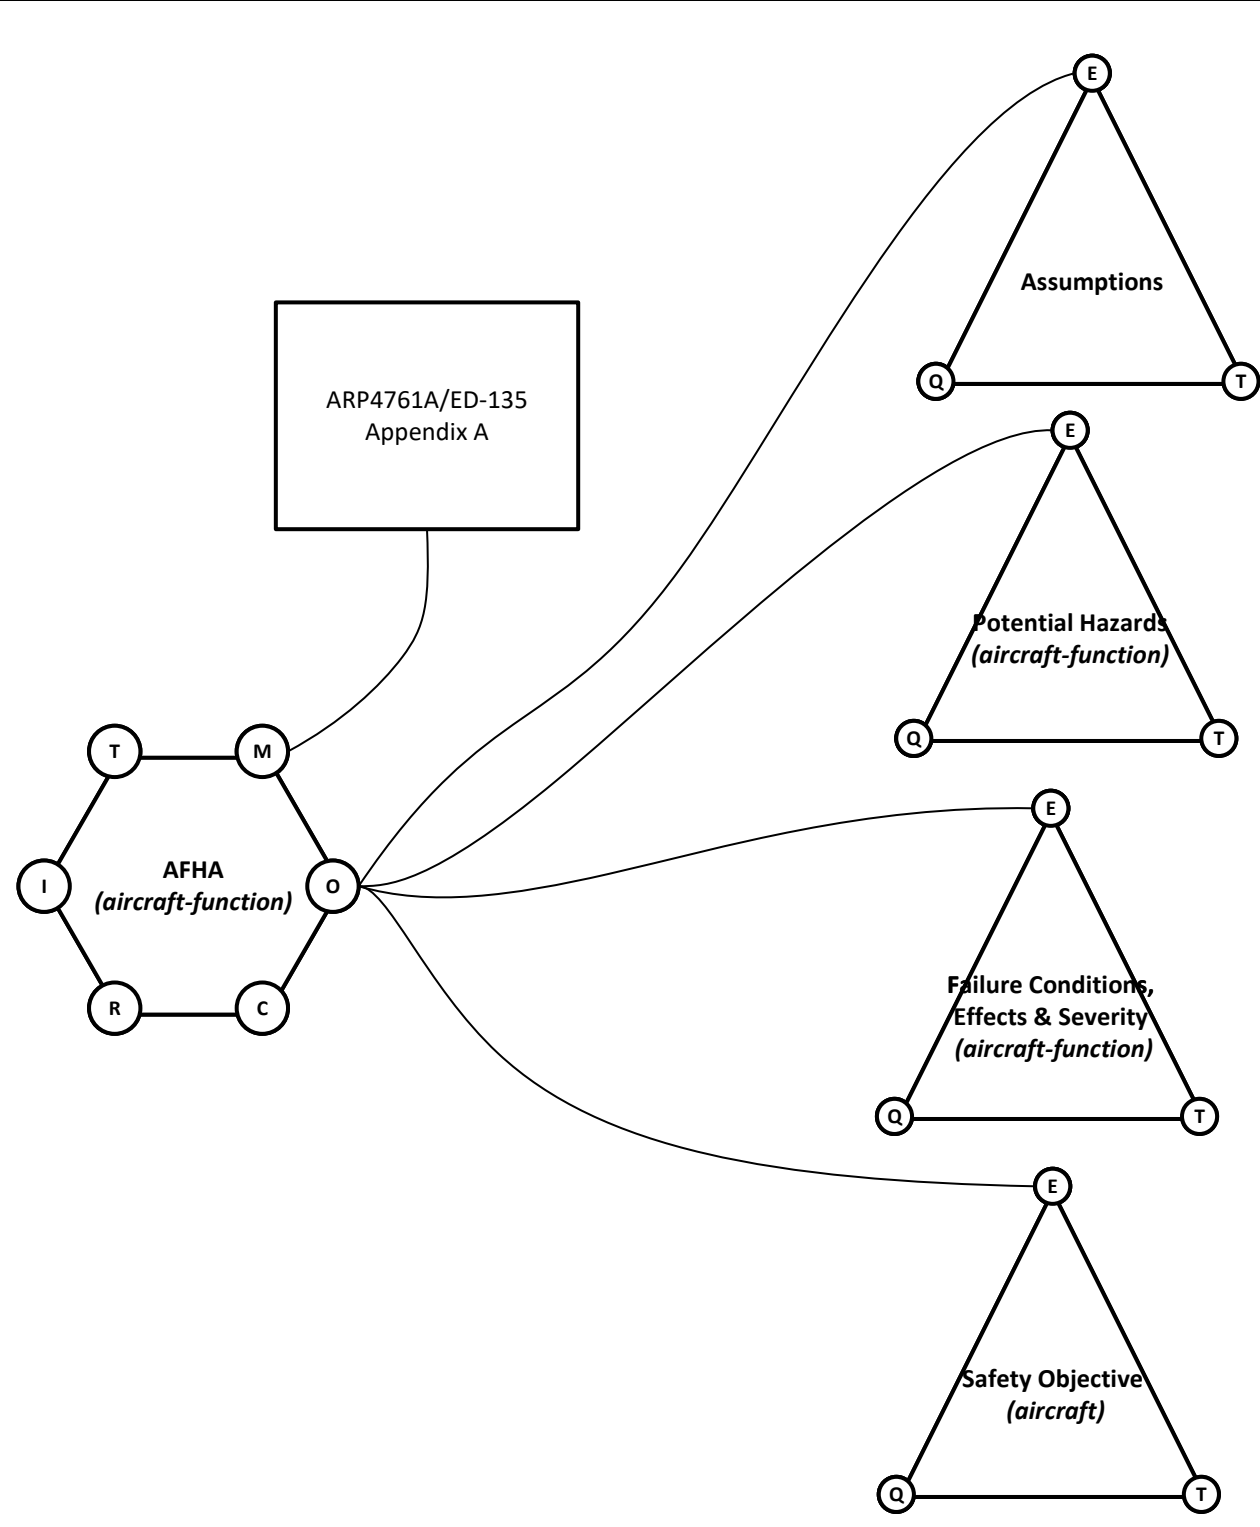 E
Assumptions
Q
T
ARP4761A/ED-135
Appendix A
E
Potential Hazards
(aircraft-function)
Q
T
T
M
I
AFHA
(aircraft-function)
O
R
C
E
Failure Conditions,
Effects & Severity
(aircraft-function)
Q
T
E
Safety Objective
(aircraft)
Q
T